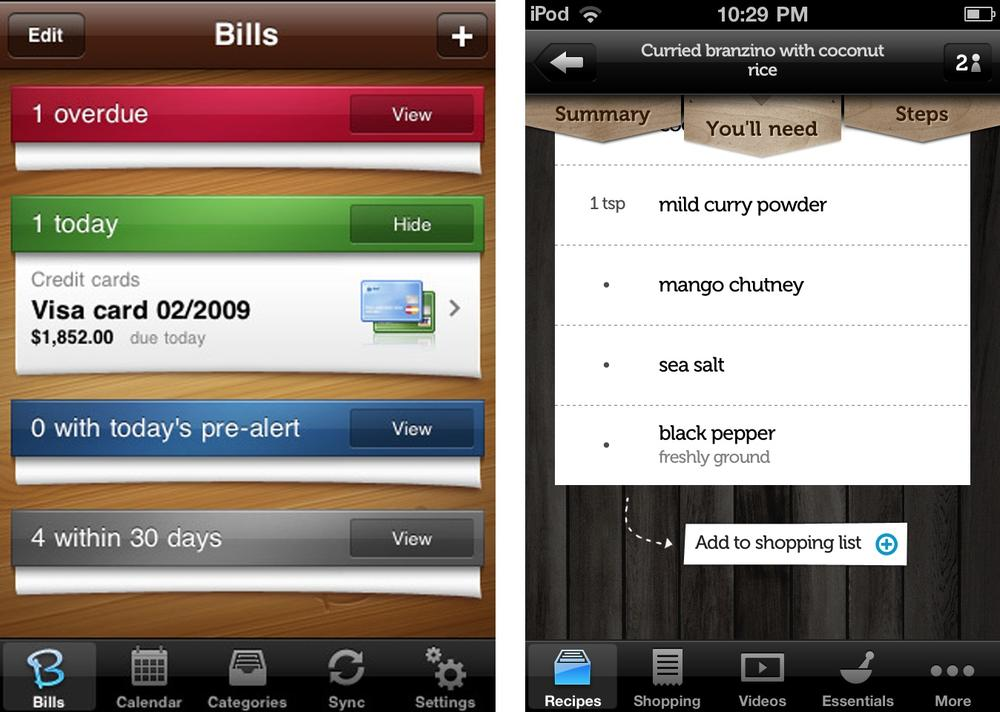 Edit
Bills
+
1 overdue
View
1 today
Hide
Credit cards
Visa card 02/2009
$1,852.00 due today
0 with today's pre-alert
View
4 within 30 days
View
Bills
Calendar
Categories
Sync
Settings
iPod
10:29 PM
Curried branzino with coconut
rice
2
Summary
You'll need
Steps
1 tsp
mild curry powder
• mango chutney
• sea salt
• black pepper
freshly ground
Add to shopping list
Recipes
Shopping
Videos
Essentials
More